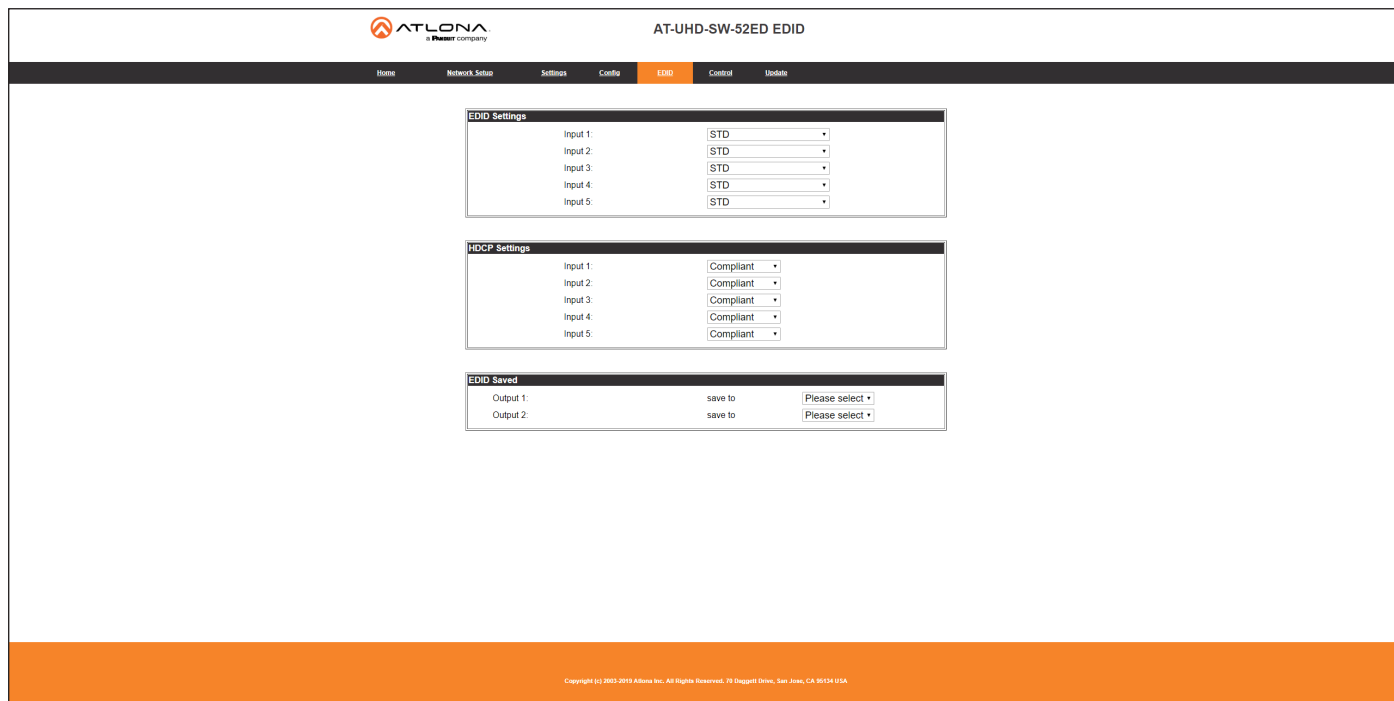 ATLONA.
a PANDUIT company
AT-UHD-SW-52ED EDID
Home Network Setup Settings Config EDID Control Update
EDID Settings
Input 1: STD
Input 2: STD
Input 3: STD
Input 4: STD
Input 5: STD
HDCP Settings
Input 1: Compliant
Input 2: Compliant
Input 3: Compliant
Input 4: Compliant
Input 5: Compliant
EDID Saved
Output 1: save to Please select
Output 2: save to Please select
Copyright (c) 2003-2019 Atlona Inc. All Rights Reserved. 70 Daggett Drive, San Jose, CA 95134 USA